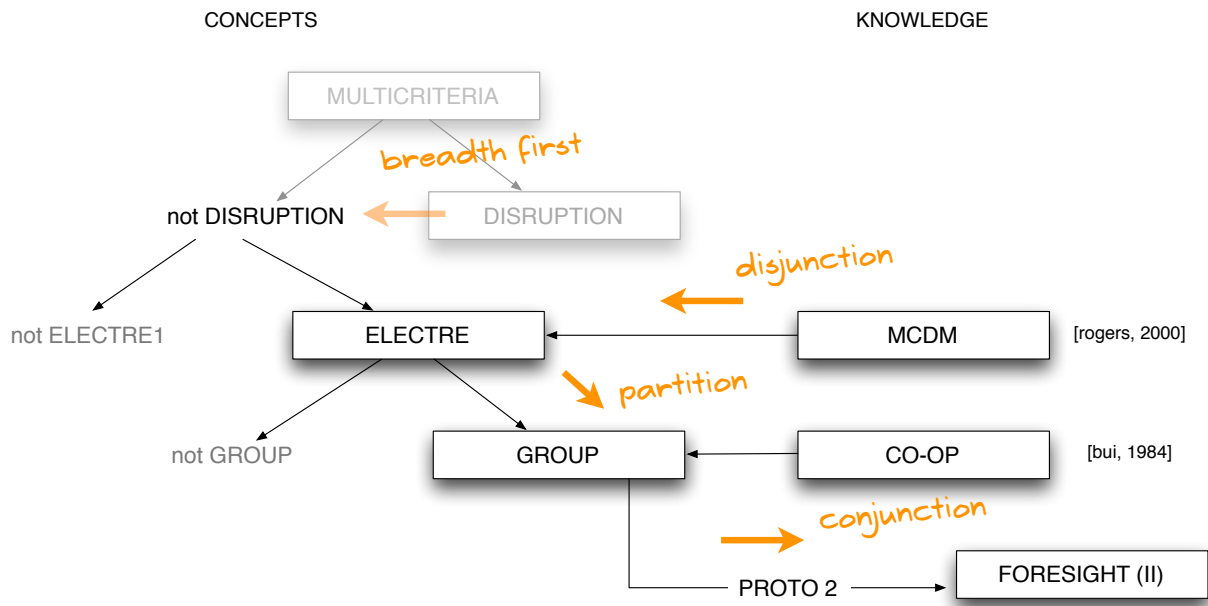 CONCEPTS
KNOWLEDGE
MULTICRITERIA
breadth first
not DISRUPTION
DISRUPTION
disjunction
not ELECTRE1
ELECTRE
MCDM
[rogers, 2000]
partition
not GROUP
GROUP
CO-OP
[bui, 1984]
conjunction
PROTO 2
FORESIGHT (II)